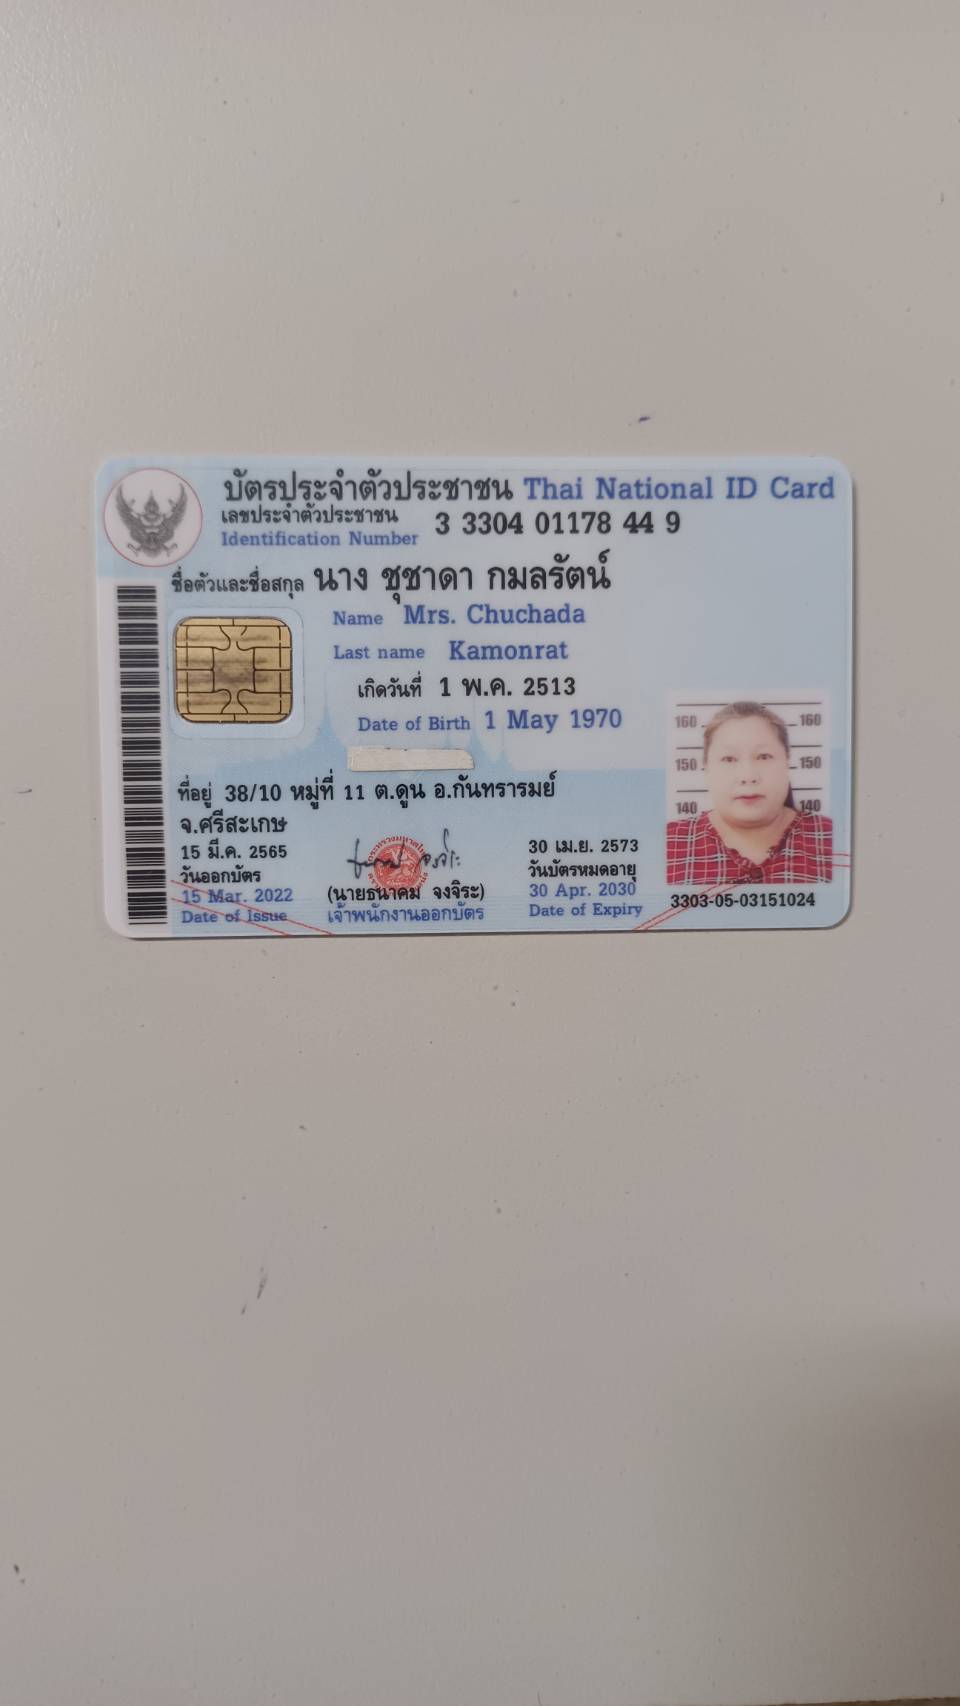 บัตรประจำตัวประชาชน Thai National ID Card
เลขประจำตัวประชาชน 3 3304 01178 44 9
Identification Number
ชื่อตัวและชื่อสกุล นาง ชุชาดา กมลรัตน์
Name Mrs. Chuchada
Last name Kamonrat
เกิดวันที่ 1 พ.ค. 2513
Date of Birth 1 May 1970
ที่อยู่ 38/10 หมู่ที่ 11 ต.ดูน อ.กันทรารมย์
จ.ศรีสะเกษ
15 มี.ค. 2565
วันออกบัตร
15 Mar. 2022
Date of Issue
(นายธนาคม จงจิระ)
เจ้าพนักงานออกบัตร
30 เม.ย. 2573
วันบัตรหมดอายุ
30 Apr. 2030
Date of Expiry
160 160
150 150
140 140
3303-05-03151024